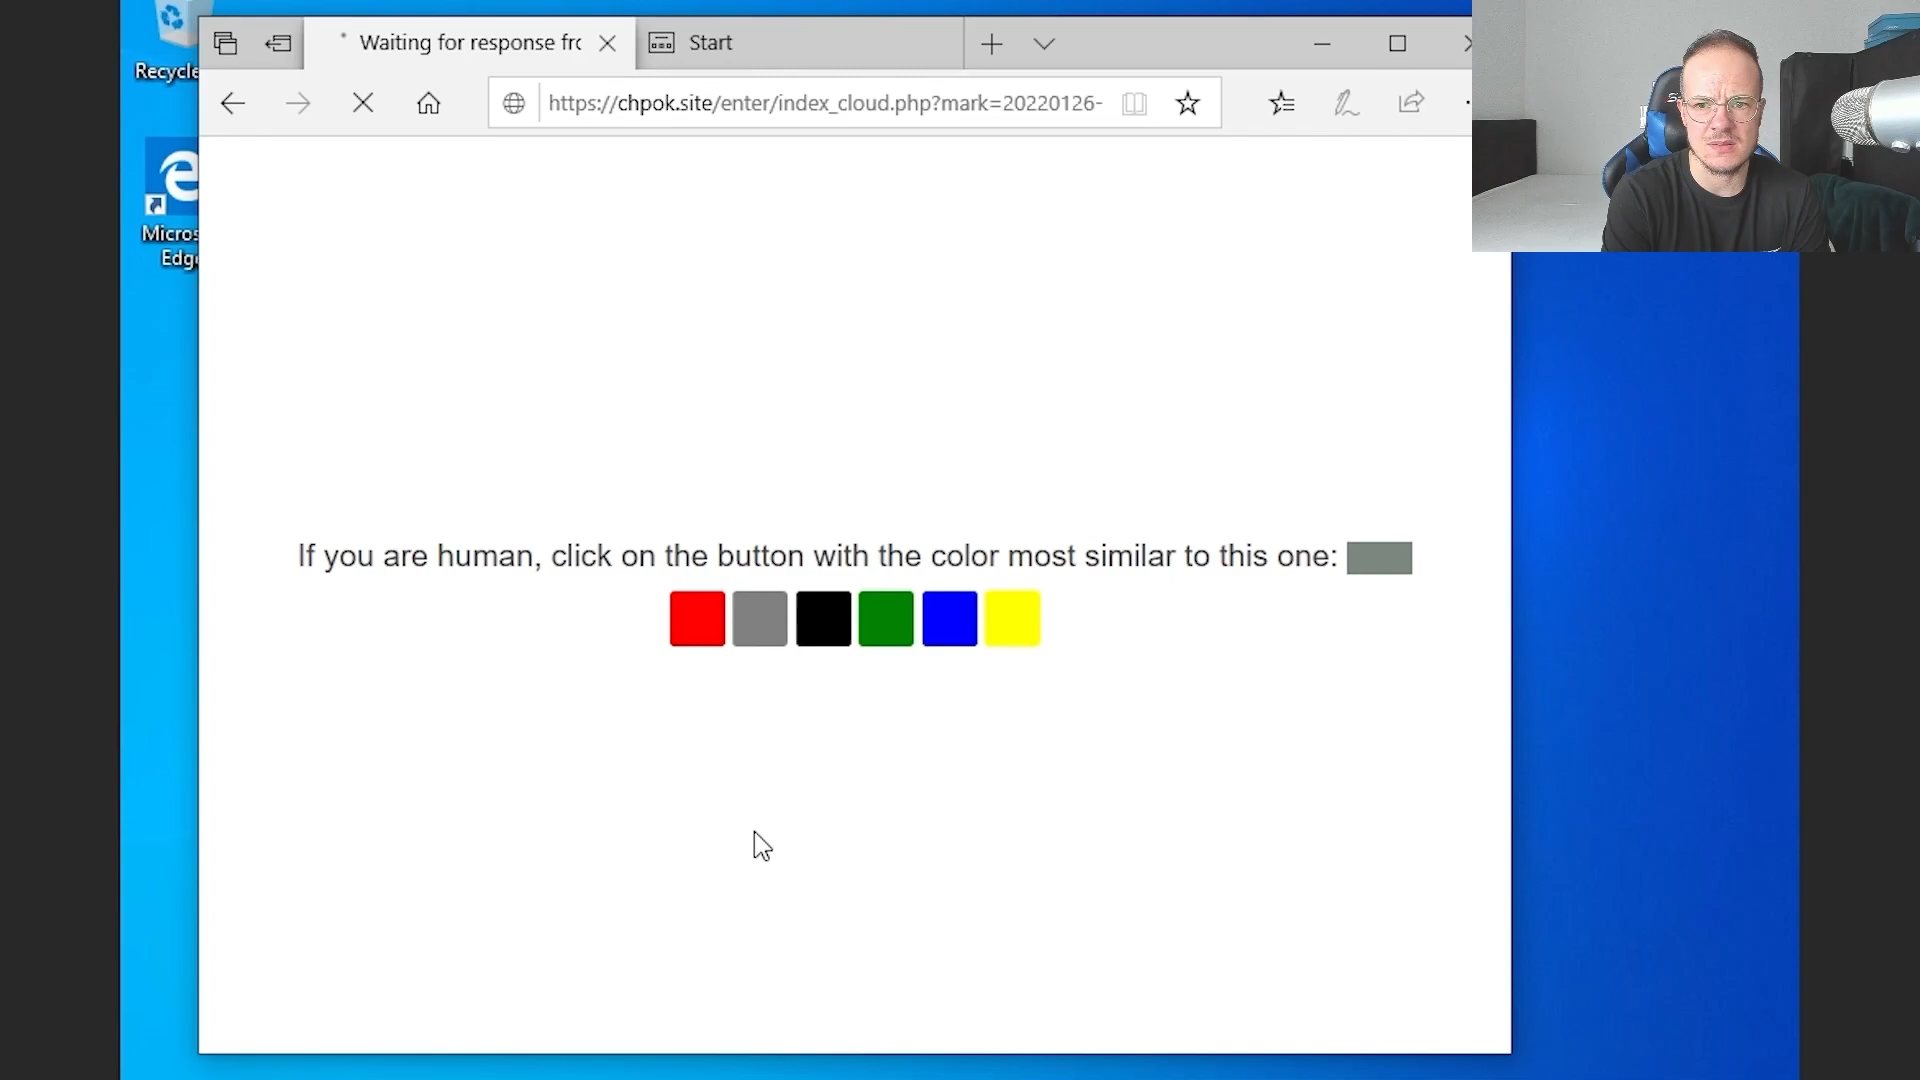 Recycle
Waiting for response fro
Start
https://chpok.site/enter/index_cloud.php?mark=20220126-
Micros
Edg
If you are human, click on the button with the color most similar to this one: